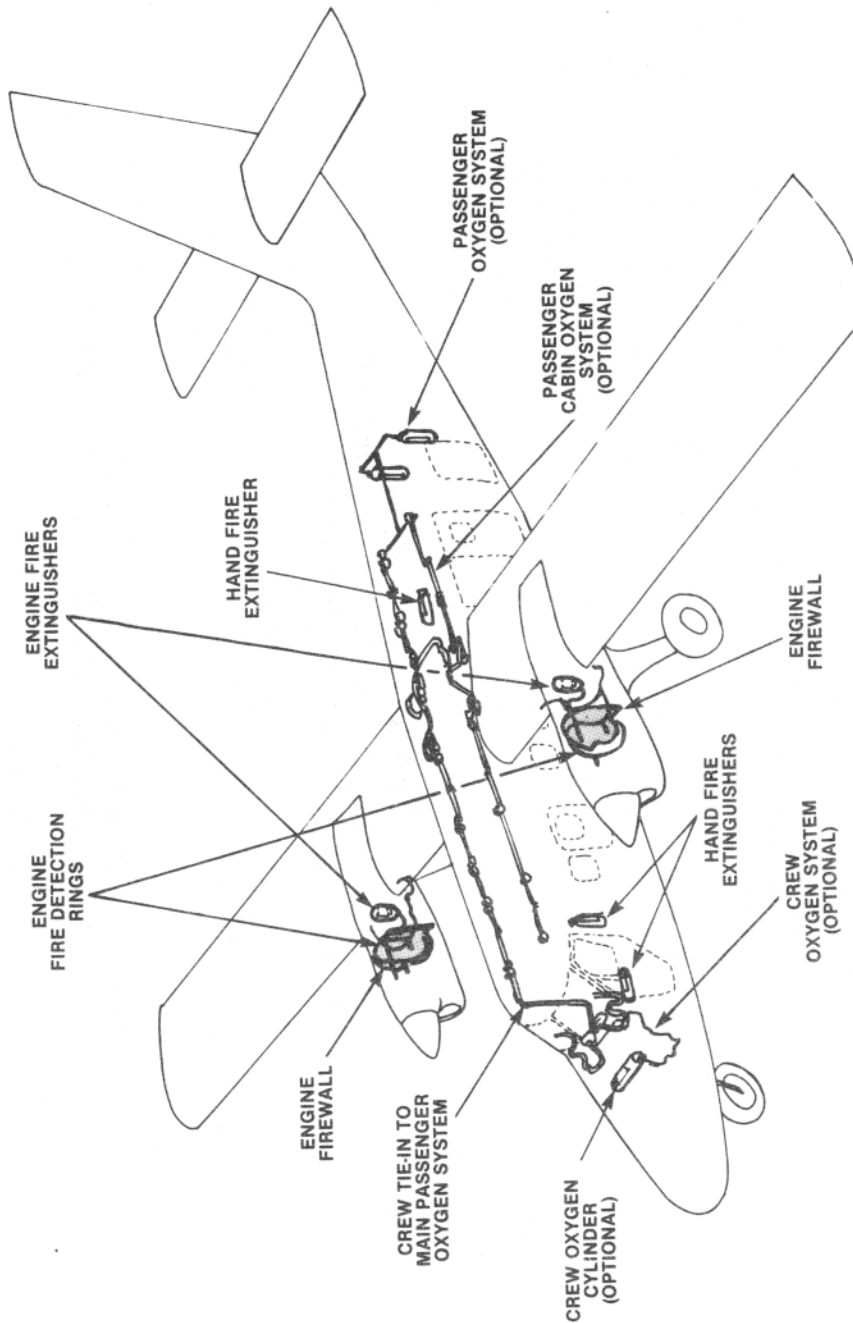 ENGINE FIRE
EXTINGUISHERS
ENGINE
FIRE DETECTION
RINGS
HAND FIRE
EXTINGUISHER
PASSENGER
OXYGEN SYSTEM
(OPTIONAL)
PASSENGER
CABIN OXYGEN
SYSTEM
(OPTIONAL)
ENGINE
FIREWALL
CREW TIE-IN TO
MAIN PASSENGER
OXYGEN SYSTEM
CREW OXYGEN
CYLINDER
(OPTIONAL)
CREW
OXYGEN SYSTEM
(OPTIONAL)
HAND FIRE
EXTINGUISHERS
ENGINE
FIREWALL